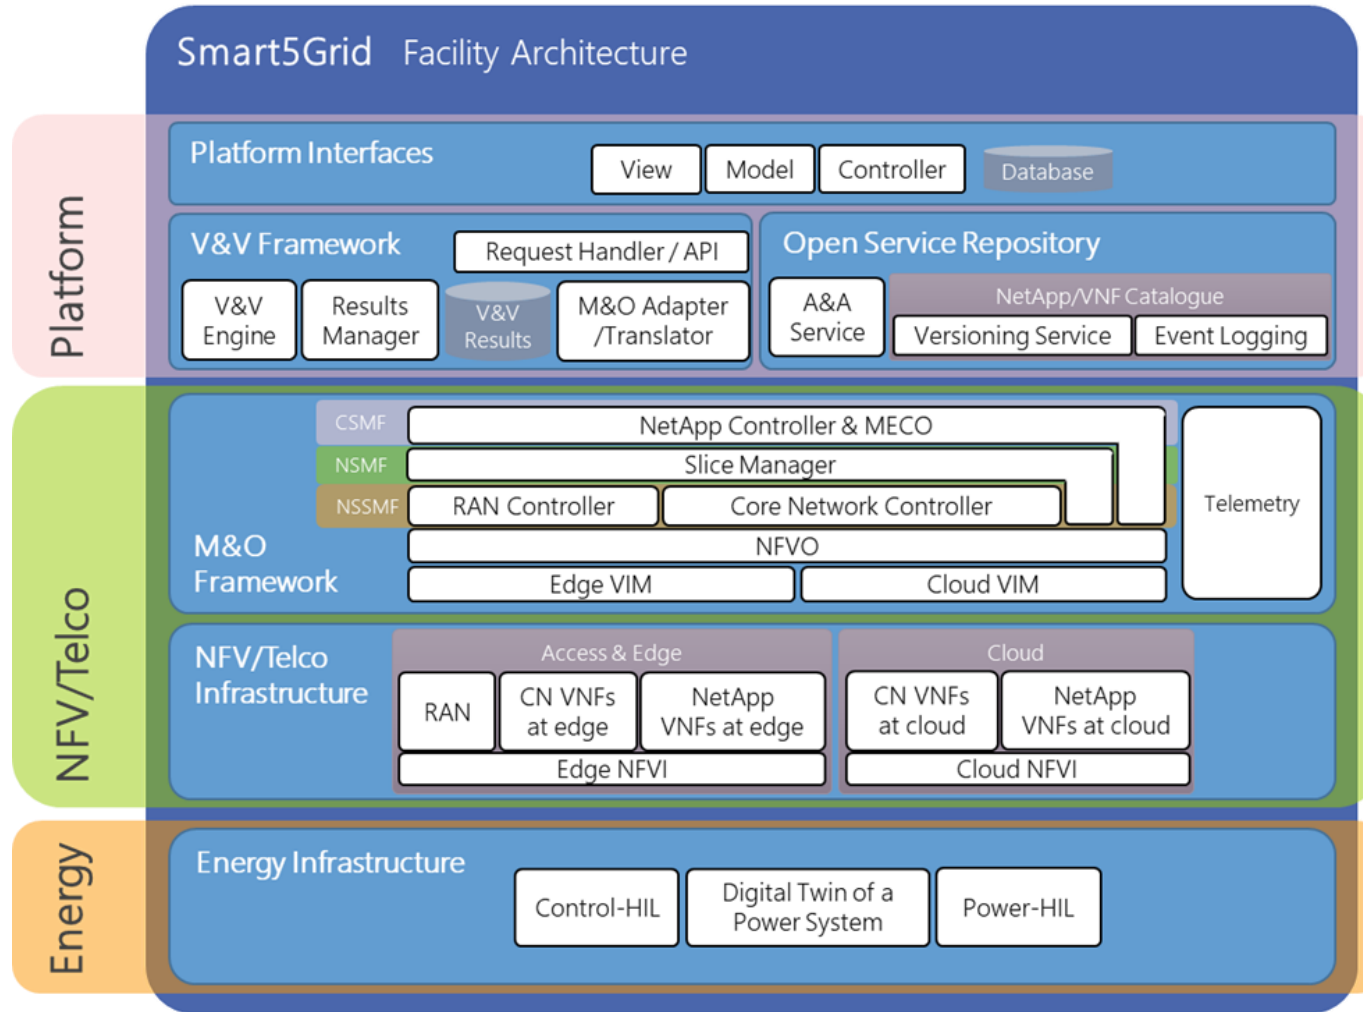 Smart5Grid Facility Architecture
Platform
Platform Interfaces
View
Model
Controller
Database
V&V Framework
Request Handler / API
V&V
Engine
Results
Manager
V&V
Results
M&O Adapter
/Translator
Open Service Repository
A&A
Service
NetApp/VNF Catalogue
Versioning Service
Event Logging
NFV/Telco
M&O
Framework
CSMF
NetApp Controller & MECO
NSMF
Slice Manager
NSSMF
RAN Controller
Core Network Controller
NFVO
Edge VIM
Cloud VIM
Telemetry
NFV/Telco
Infrastructure
Access & Edge
RAN
CN VNFs
at edge
NetApp
VNFs at edge
Edge NFVI
Cloud
CN VNFs
at cloud
NetApp
VNFs at cloud
Cloud NFVI
Energy
Energy Infrastructure
Control-HIL
Digital Twin of a
Power System
Power-HIL